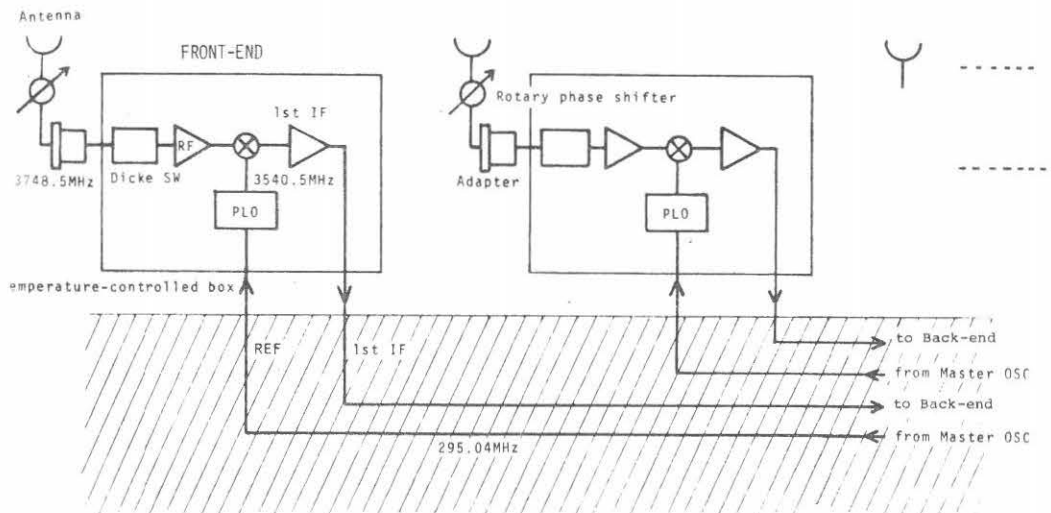 Antenna
FRONT-END
1st IF
RF
3748.5MHz
Dicke SW
3540.5MHz
PLO
emperature-controlled box
REF
1st IF
295.04MHz
Rotary phase shifter
Adapter
PLO
to Back-end
from Master OSC
to Back-end
from Master OSC